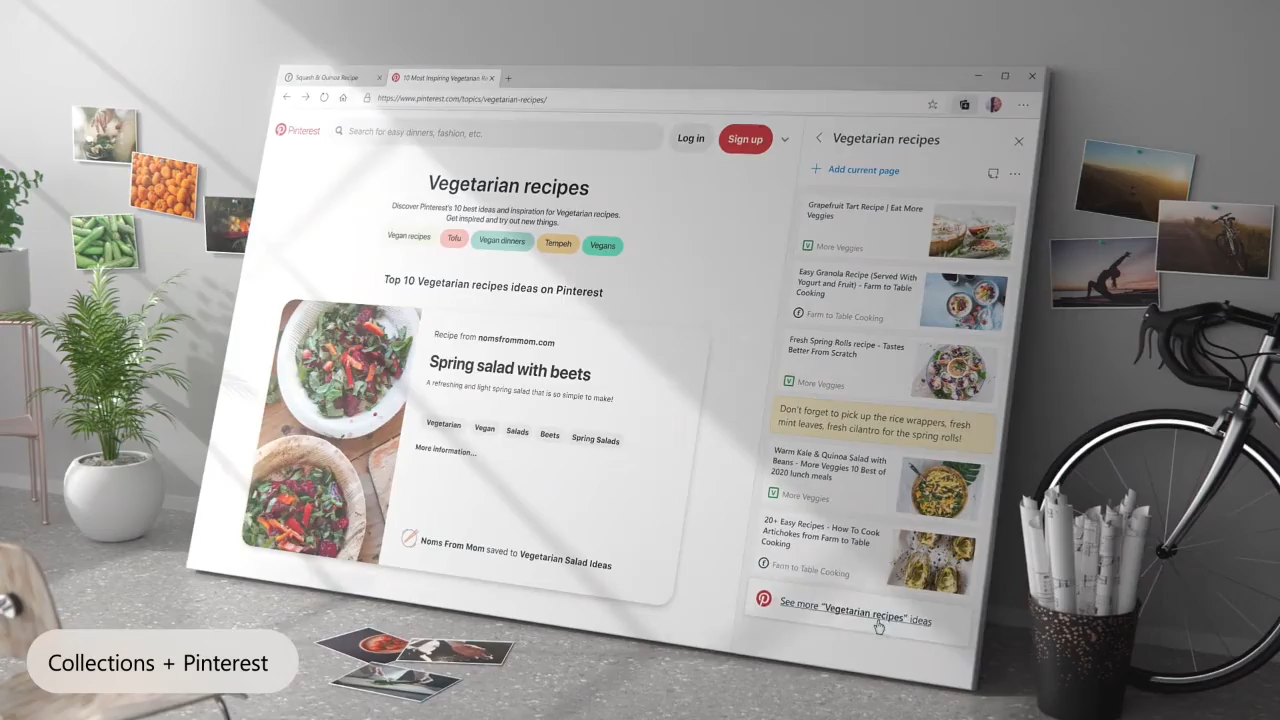 Squash & Quinoa Recipe
10 Most Inspiring Vegetarian Re
https://www.pinterest.com/topics/vegetarian-recipes/
Pinterest
Search for easy dinners, fashion, etc.
Log in
Sign up
Vegetarian recipes
Discover Pinterest's 10 best ideas and inspiration for Vegetarian recipes.
Get inspired and try out new things.
Vegan recipes
Tofu
Vegan dinners
Tempeh
Vegans
Top 10 Vegetarian recipes ideas on Pinterest
Recipe from nomsfrommom.com
Spring salad with beets
A refreshing and light spring salad that is so simple to make!
Vegetarian
Vegan
Salads
Beets
Spring Salads
More information...
Noms From Mom saved to Vegetarian Salad Ideas
Vegetarian recipes
Add current page
Grapefruit Tart Recipe | Eat More
Veggies
More Veggies
Easy Granola Recipe (Served With
Yogurt and Fruit) - Farm to Table
Cooking
Farm to Table Cooking
Fresh Spring Rolls recipe - Tastes
Better From Scratch
More Veggies
Don't forget to pick up the rice wrappers, fresh
mint leaves, fresh cilantro for the spring rolls!
Warm Kale & Quinoa Salad with
Beans - More Veggies 10 Best of
2020 lunch meals
More Veggies
20+ Easy Recipes - How To Cook
Artichokes from Farm to Table
Cooking
Farm to Table Cooking
See more "Vegetarian recipes" ideas
Collections + Pinterest